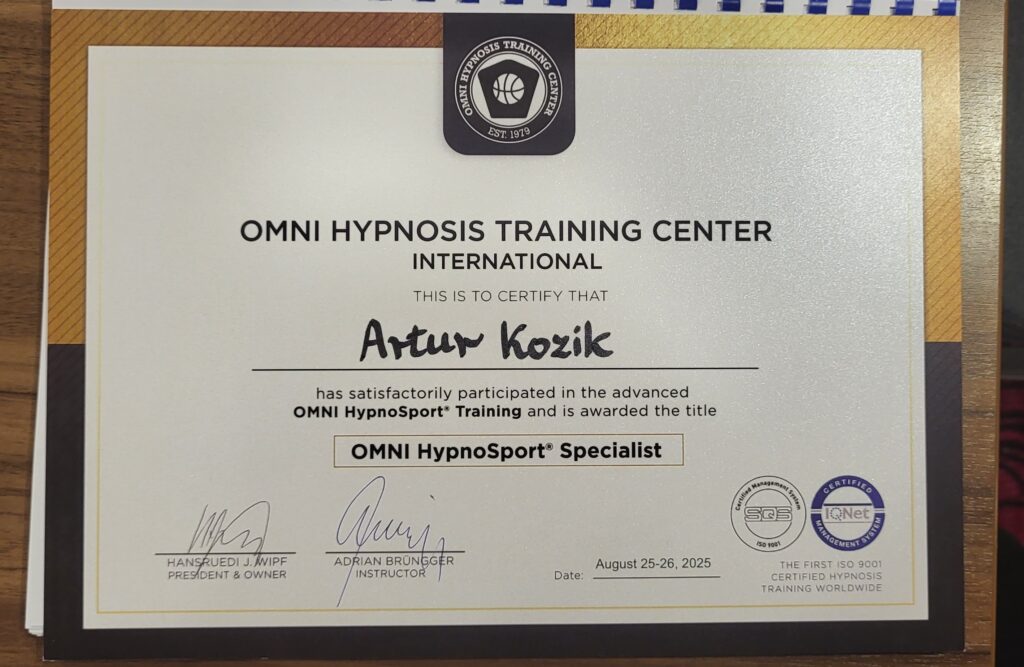 OMNI HYPNOSIS TRAINING CENTER
EST. 1979
OMNI HYPNOSIS TRAINING CENTER
INTERNATIONAL
THIS IS TO CERTIFY THAT
Artur Kozik
has satisfactorily participated in the advanced
OMNI HypnoSport® Training and is awarded the title
OMNI HypnoSport® Specialist
HANSRUEDI J. WIPF
PRESIDENT & OWNER
ADRIAN BRÜNGGER
INSTRUCTOR
Date: August 25-26, 2025
Certified Management System
SQS
ISO 9001
CERTIFIED
IQNet
MANAGEMENT SYSTEM
THE FIRST ISO 9001
CERTIFIED HYPNOSIS
TRAINING WORLDWIDE